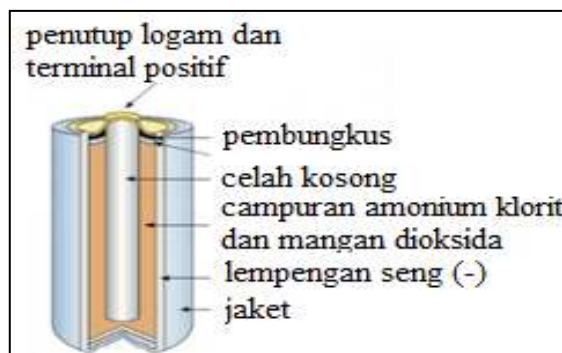 penutup logam dan
terminal positif
pembungkus
celah kosong
campuran amonium klorit
dan mangan dioksida
lempengan seng (-)
jaket